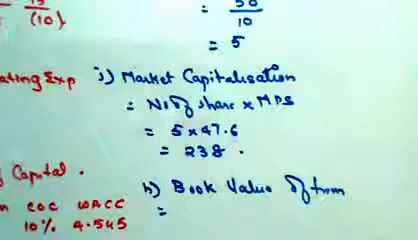 15
(10)
= 50
10
= 5
ating Exp
i) Market Capitalisation
= No of share x MPS
= 5 x 47.6
= 238.
Capital.
COC WACC
10% 4.545
h) Book Value of firm
=